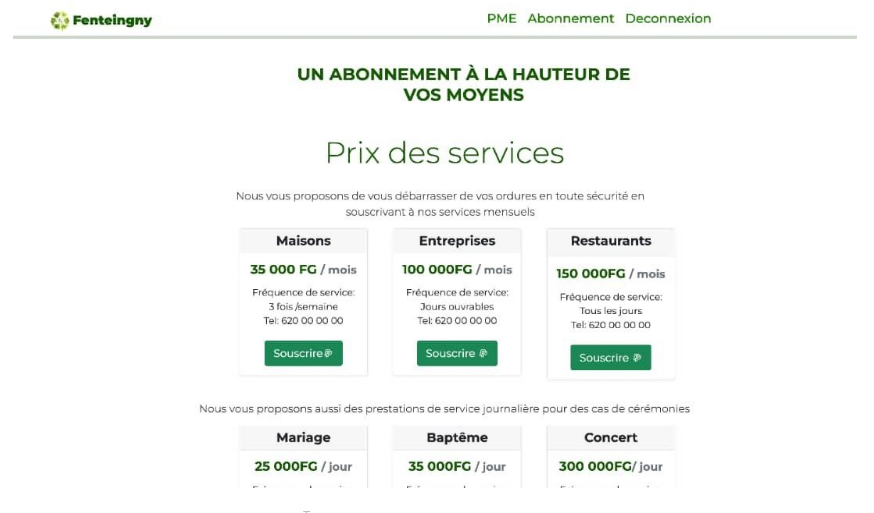 Fenteingny
PME Abonnement Deconnexion
UN ABONNEMENT À LA HAUTEUR DE
VOS MOYENS
Prix des services
Nous vous proposons de vous débarrasser de vos ordures en toute sécurité en
souscrivant à nos services mensuels
Maisons
35 000 FG / mois
Fréquence de service:
3 fois /semaine
Tel: 620 00 00 00
Souscrire
Entreprises
100 000FG / mois
Fréquence de service:
Jours ouvrables
Tel: 620 00 00 00
Souscrire
Restaurants
150 000FG / mois
Fréquence de service:
Tous les jours
Tel: 620 00 00 00
Souscrire
Nous vous proposons aussi des prestations de service journalière pour des cas de cérémonies
Mariage
25 000FG / jour
Baptême
35 000FG / jour
Concert
300 000FG/ jour